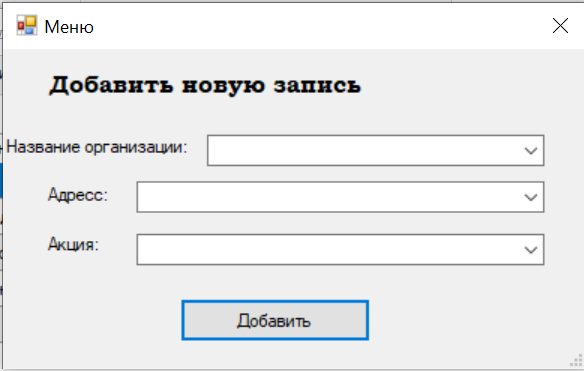 Меню
Добавить новую запись
Название организации:
Адресс:
Акция:
Добавить